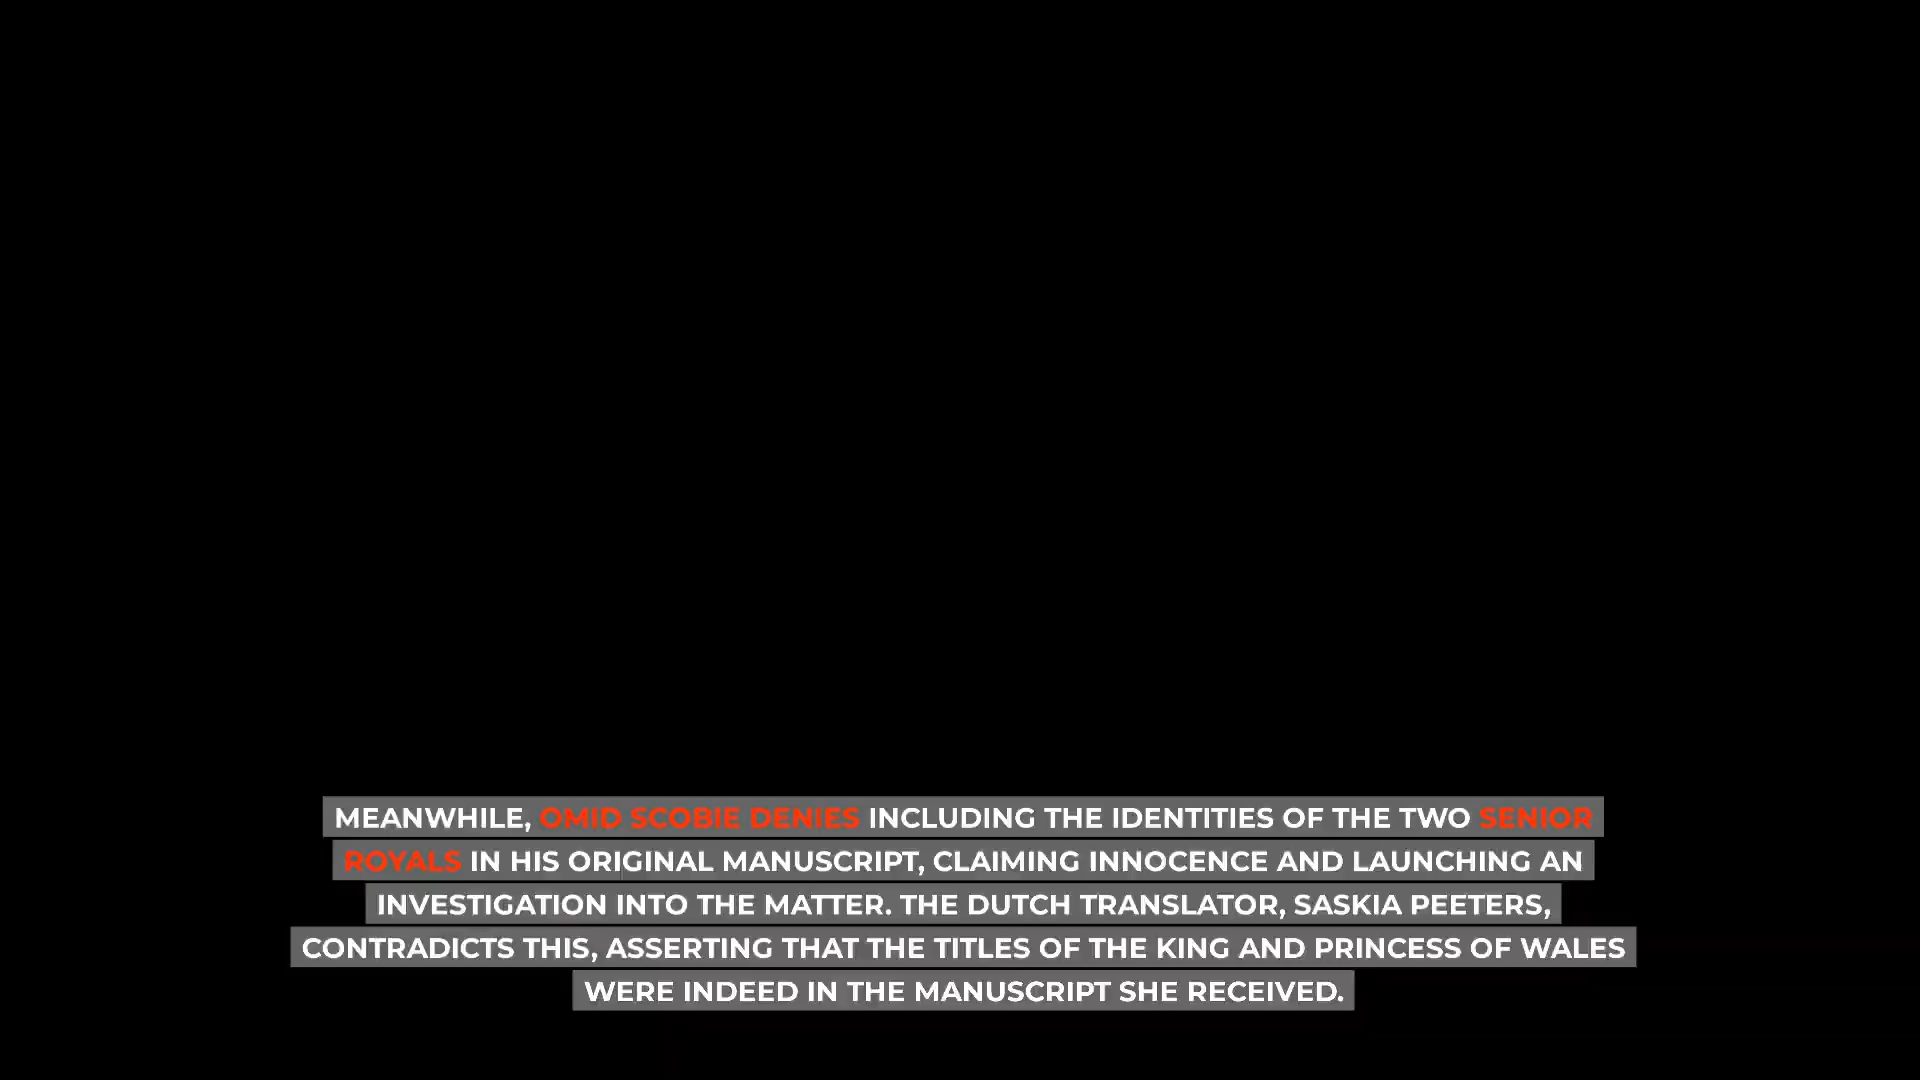 MEANWHILE, OMID SCOBIE DENIES INCLUDING THE IDENTITIES OF THE TWO SENIOR
ROYALS IN HIS ORIGINAL MANUSCRIPT, CLAIMING INNOCENCE AND LAUNCHING AN
INVESTIGATION INTO THE MATTER. THE DUTCH TRANSLATOR, SASKIA PEETERS,
CONTRADICTS THIS, ASSERTING THAT THE TITLES OF THE KING AND PRINCESS OF WALES
WERE INDEED IN THE MANUSCRIPT SHE RECEIVED.